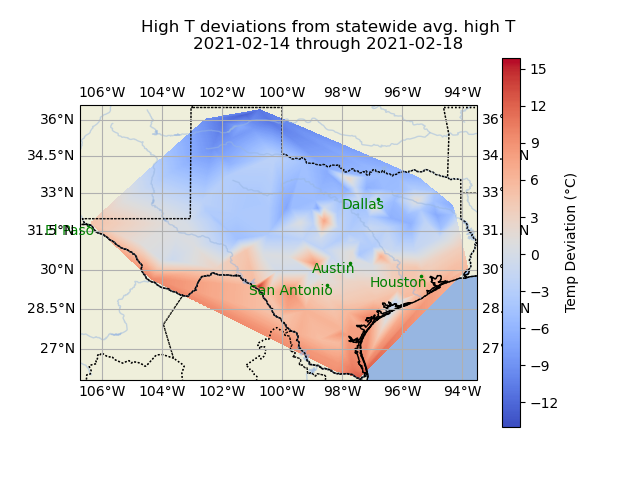 High T deviations from statewide avg. high T
2021-02-14 through 2021-02-18
106°W 104°W 102°W 100°W 98°W 96°W 94°W
36°N 36°
34.5°N 34. N
33°N 33°
31.5°N 31. N
30°N 30°
28.5°N 28. N
27°N 27°
El Paso
Dallas
Austin
San Antonio
Houston
106°W 104°W 102°W 100°W 98°W 96°W 94°W
15
12
9
6
3
0
−3
−6
−9
−12
Temp Deviation (°C)